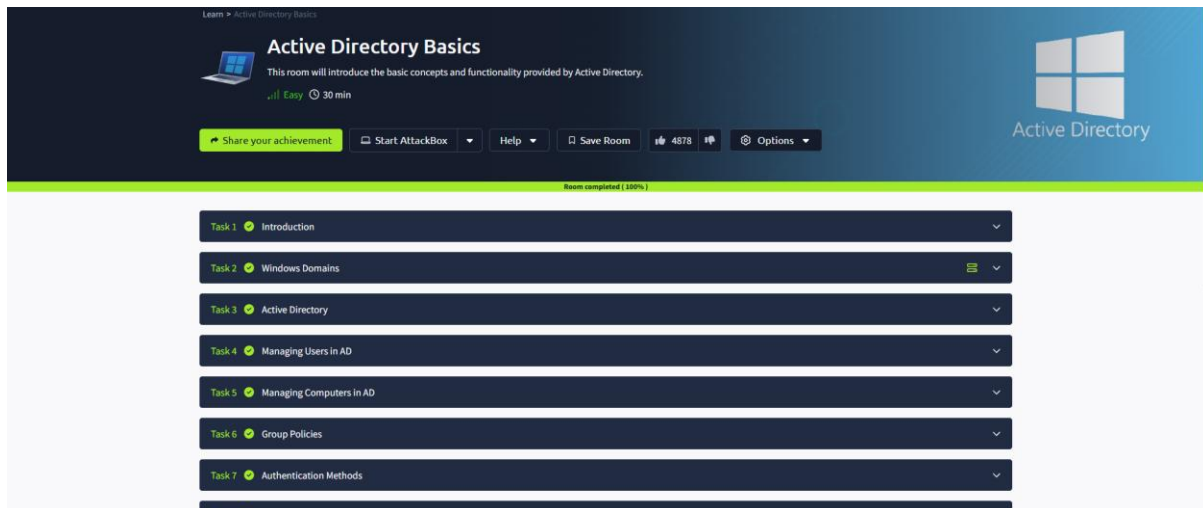 Learn > Active Directory Basics
Active Directory Basics
This room will introduce the basic concepts and functionality provided by Active Directory.
Easy 30 min
Share your achievement Start AttackBox Help Save Room 4878 Options
Active Directory
Room completed ( 100% )
Task 1 Introduction
Task 2 Windows Domains
Task 3 Active Directory
Task 4 Managing Users in AD
Task 5 Managing Computers in AD
Task 6 Group Policies
Task 7 Authentication Methods